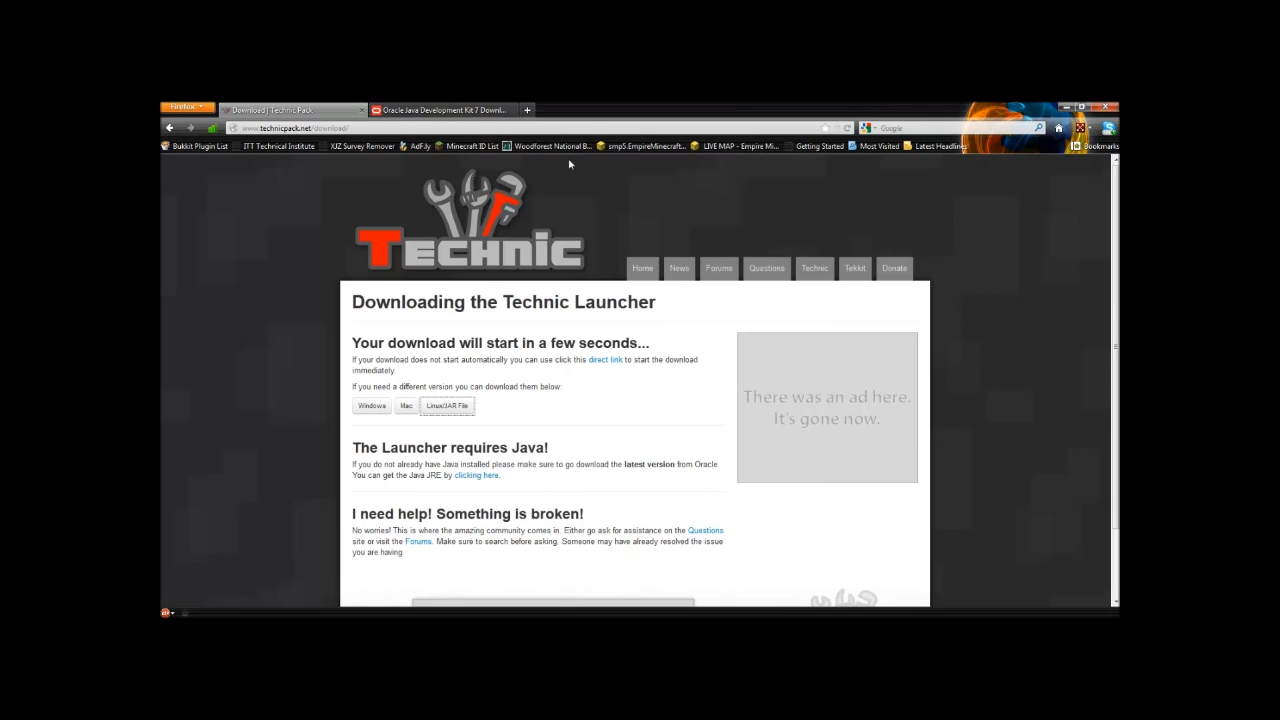 Firefox
Download | Technic Pack
Oracle Java Development Kit 7 Downl...
www.technicpack.net/download/
Google
Bukkit Plugin List
ITT Technical Institute
XJZ Survey Remover
AdF.ly
Minecraft ID List
Woodforest National B...
smp5.EmpireMinecraft...
LIVE MAP - Empire Mi...
Getting Started
Most Visited
Latest Headlines
Bookmarks
TECHNIC
Home
News
Forums
Questions
Technic
Tekkit
Donate
Downloading the Technic Launcher
Your download will start in a few seconds...
If your download does not start automatically you can use click this direct link to start the download
immediately.
If you need a different version you can download them below:
Windows
Mac
Linux/JAR File
There was an ad here.
It's gone now.
The Launcher requires Java!
If you do not already have Java installed please make sure to go download the latest version from Oracle.
You can get the Java JRE by clicking here.
I need help! Something is broken!
No worries! This is where the amazing community comes in. Either go ask for assistance on the Questions
site or visit the Forums. Make sure to search before asking. Someone may have already resolved the issue
you are having.